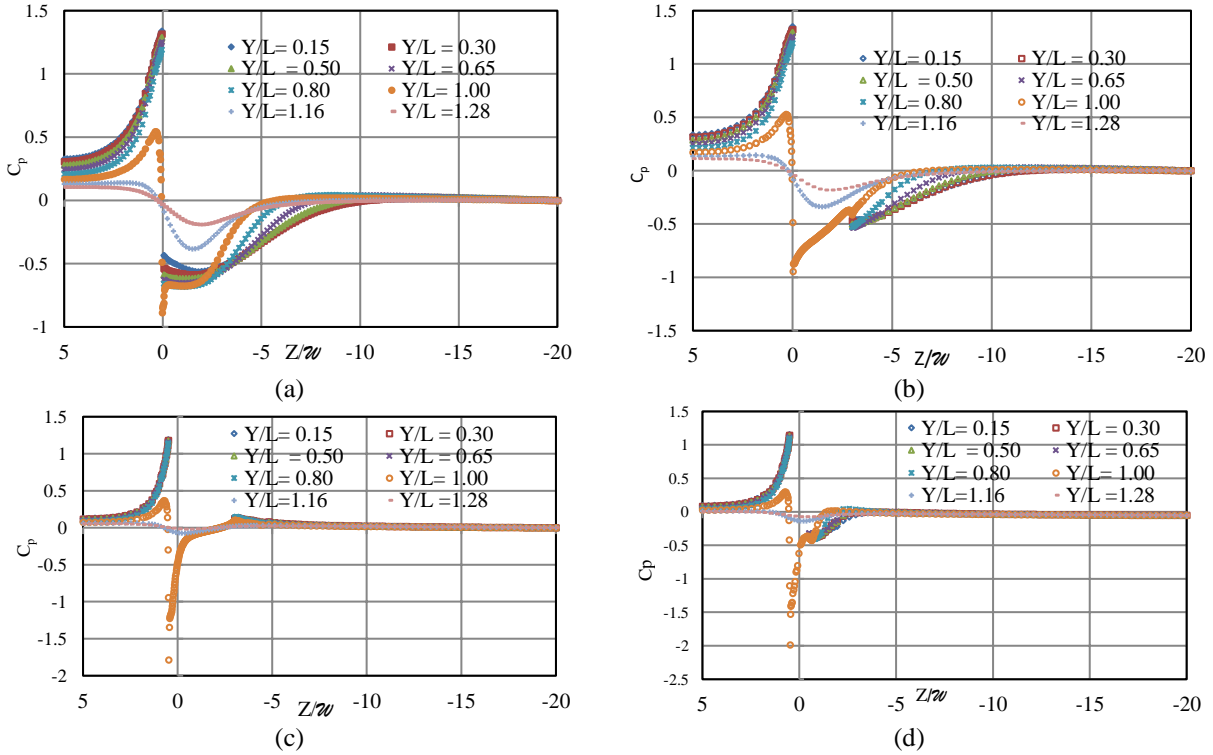 1.5
1
0.5
0
-0.5
-1
C_p
Y/L= 0.15 Y/L= 0.30
Y/L = 0.50 Y/L= 0.65
Y/L= 0.80 Y/L= 1.00
Y/L=1.16 Y/L=1.28
5 0 -5 -10 -15 -20
Z/w
(a)
1.5
1
0.5
0
-0.5
-1
-1.5
C_p
Y/L= 0.15 Y/L = 0.30
Y/L = 0.50 Y/L = 0.65
Y/L= 0.80 Y/L = 1.00
Y/L=1.16 Y/L =1.28
5 0 -5 -10 -15 -20
Z/w
(b)
1.5
1
0.5
0
-0.5
-1
-1.5
-2
C_p
Y/L= 0.15 Y/L = 0.30
Y/L = 0.50 Y/L = 0.65
Y/L= 0.80 Y/L = 1.00
Y/L=1.16 Y/L =1.28
5 0 -5 -10 -15 -20
Z/w
(c)
1.5
1
0.5
0
-0.5
-1
-1.5
-2
-2.5
Cp
Y/L= 0.15 Y/L = 0.30
Y/L = 0.50 Y/L = 0.65
Y/L= 0.80 Y/L = 1.00
Y/L=1.16 Y/L =1.28
5 0 -5 -10 -15 -20
Z/w
(d)